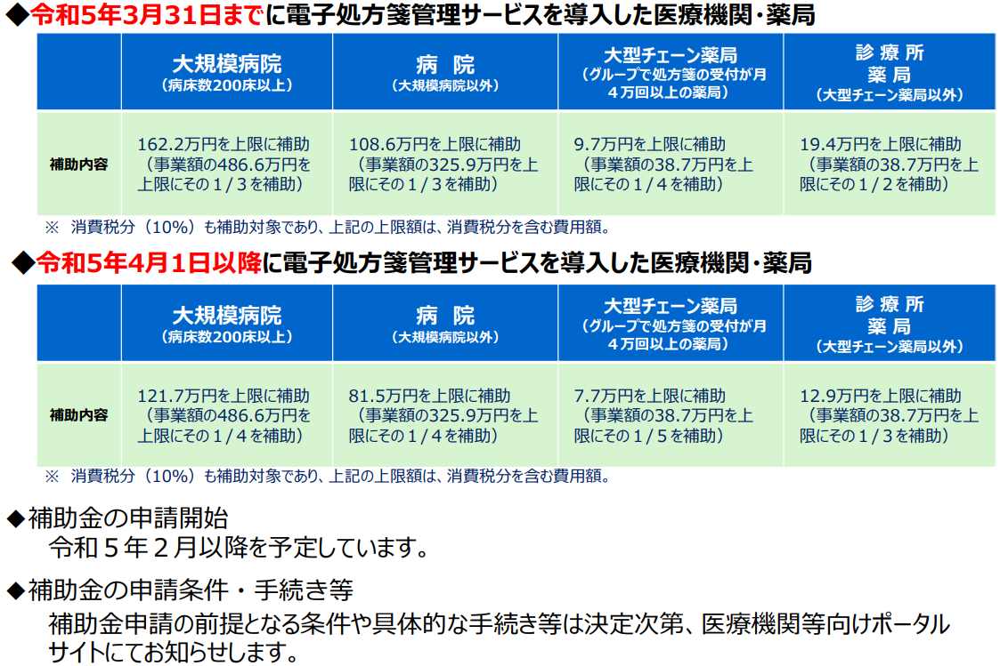 ◆令和5年3月31日までに電子処方箋管理サービスを導入した医療機関・薬局
大規模病院
（病床数200床以上）
病 院
（大規模病院以外）
大型チェーン薬局
（グループで処方箋の受付が月
４万回以上の薬局）
診 療 所
薬 局
（大型チェーン薬局以外）
補助内容
162.2万円を上限に補助
（事業額の486.6万円を
上限にその１/３を補助）
108.6万円を上限に補助
（事業額の325.9万円を上
限にその１/３を補助）
9.7万円を上限に補助
（事業額の38.7万円を上
限にその１/４を補助）
19.4万円を上限に補助
（事業額の38.7万円を上
限にその１/２を補助）
※ 消費税分（10%）も補助対象であり、上記の上限額は、消費税分を含む費用額。
◆令和5年4月1日以降に電子処方箋管理サービスを導入した医療機関・薬局
大規模病院
（病床数200床以上）
病 院
（大規模病院以外）
大型チェーン薬局
（グループで処方箋の受付が月
４万回以上の薬局）
診 療 所
薬 局
（大型チェーン薬局以外）
補助内容
121.7万円を上限に補助
（事業額の486.6万円を
上限にその１/４を補助）
81.5万円を上限に補助
（事業額の325.9万円を上
限にその１/４を補助）
7.7万円を上限に補助
（事業額の38.7万円を上
限にその１/５を補助）
12.9万円を上限に補助
（事業額の38.7万円を上
限にその１/３を補助）
※ 消費税分（10%）も補助対象であり、上記の上限額は、消費税分を含む費用額。
◆補助金の申請開始
令和５年２月以降を予定しています。
◆補助金の申請条件・手続き等
補助金申請の前提となる条件や具体的な手続き等は決定次第、医療機関等向けポータル
サイトにてお知らせします。